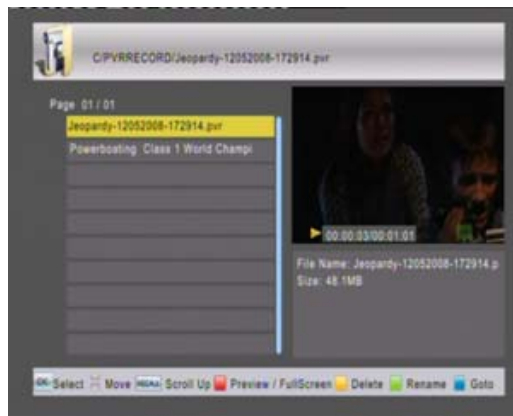 C/PVRRECORD/Jeopardy-12052008-172914.pvr
Page 01 / 01
Jeopardy-12052008-172914.pvr
Powerboating Class 1 World Champi
00:00:03/00:01:01
File Name: Jeopardy-12052008-172914.p
Size: 48.1MB
OK Select Move RECALL Scroll Up Preview / FullScreen Delete Rename Goto